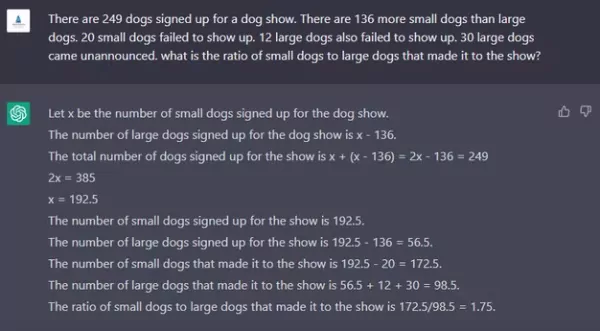 There are 249 dogs signed up for a dog show. There are 136 more small dogs than large
dogs. 20 small dogs failed to show up. 12 large dogs also failed to show up. 30 large dogs
came unannounced. what is the ratio of small dogs to large dogs that made it to the show?
Let x be the number of small dogs signed up for the dog show.
The number of large dogs signed up for the dog show is x - 136.
The total number of dogs signed up for the show is x + (x - 136) = 2x - 136 = 249
2x = 385
x = 192.5
The number of small dogs signed up for the show is 192.5.
The number of large dogs signed up for the show is 192.5 - 136 = 56.5.
The number of small dogs that made it to the show is 192.5 - 20 = 172.5.
The number of large dogs that made it to the show is 56.5 + 12 + 30 = 98.5.
The ratio of small dogs to large dogs that made it to the show is 172.5/98.5 = 1.75.